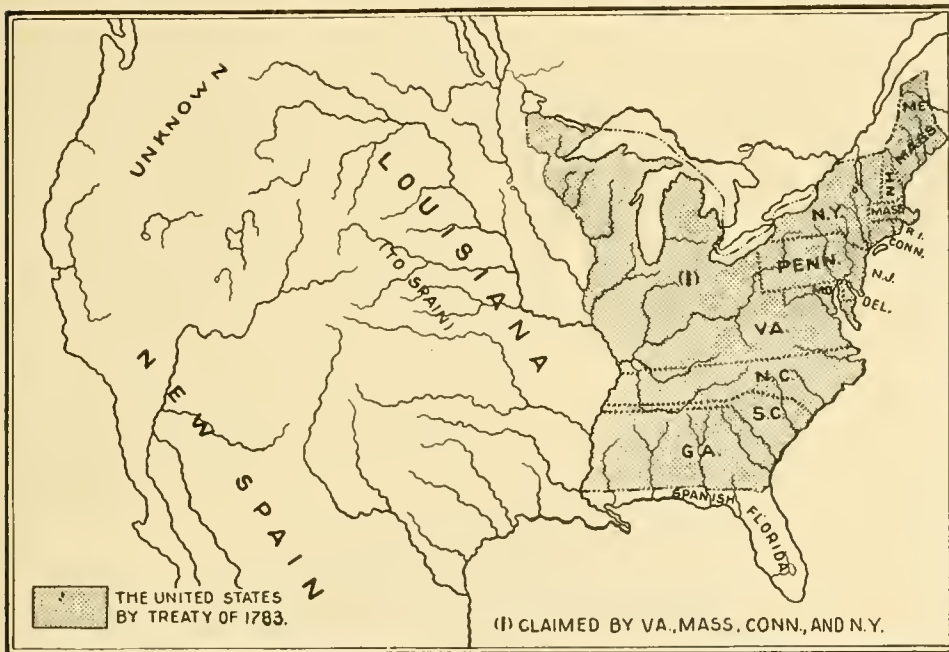 UNKNOWN
LOUISIANA
(TO SPAIN)
NEW SPAIN
ME.
MASS.
N.H.
N.Y.
MASS.
R.I.
CONN.
PENN.
N.J.
MD.
DEL.
(1)
VA.
N.C.
S.C.
GA.
SPANISH
FLORIDA
THE UNITED STATES
BY TREATY OF 1783.
(1) CLAIMED BY VA., MASS., CONN., AND N.Y.